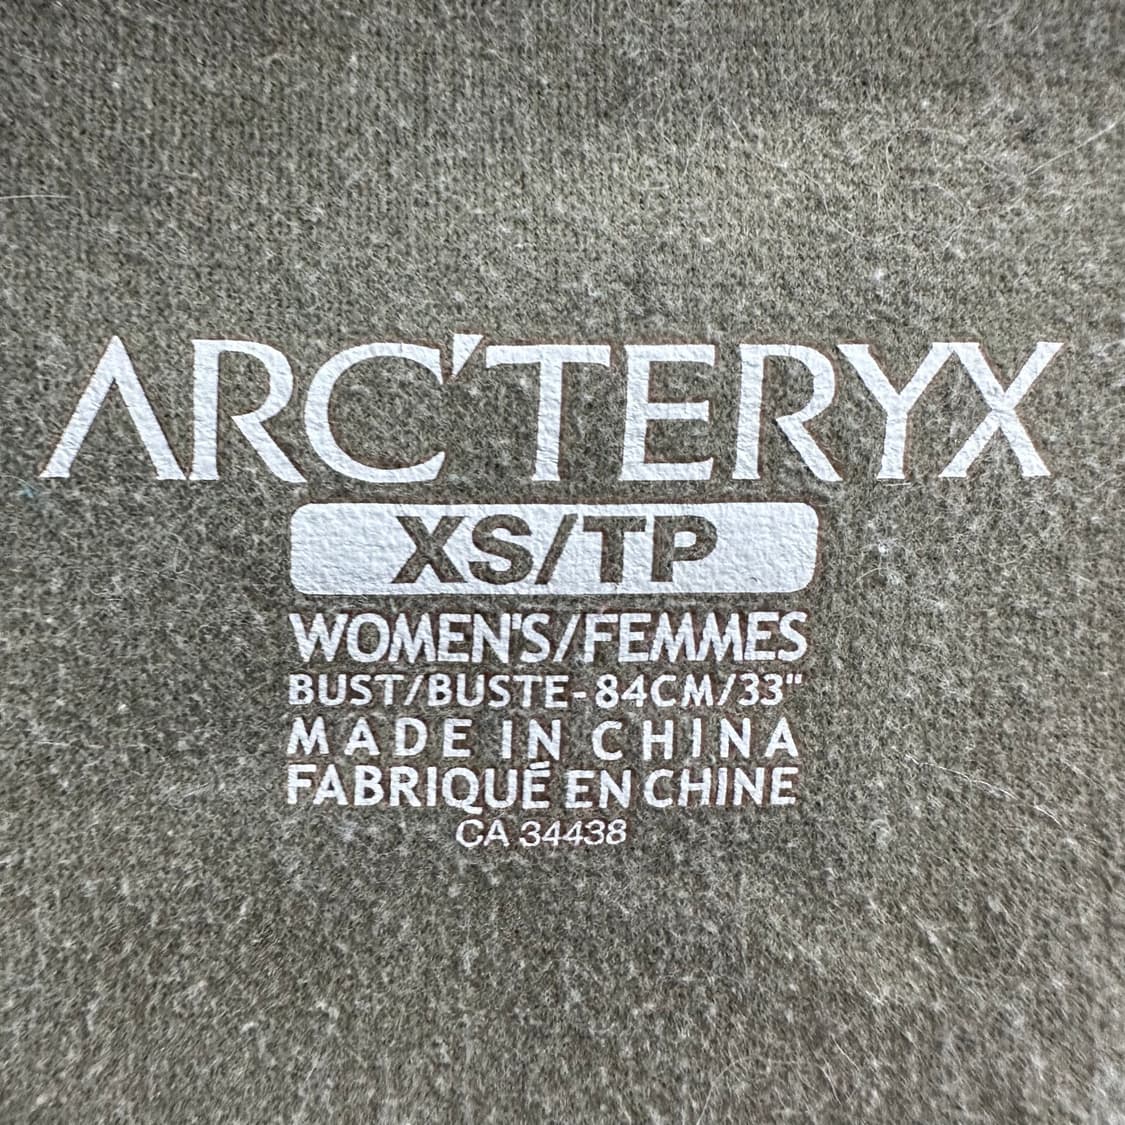 ARC'TERYX
XS/TP
WOMEN'S/FEMMES
BUST/BUSTE-84CM/33"
MADE IN CHINA
FABRIQUÉ EN CHINE
CA 34438